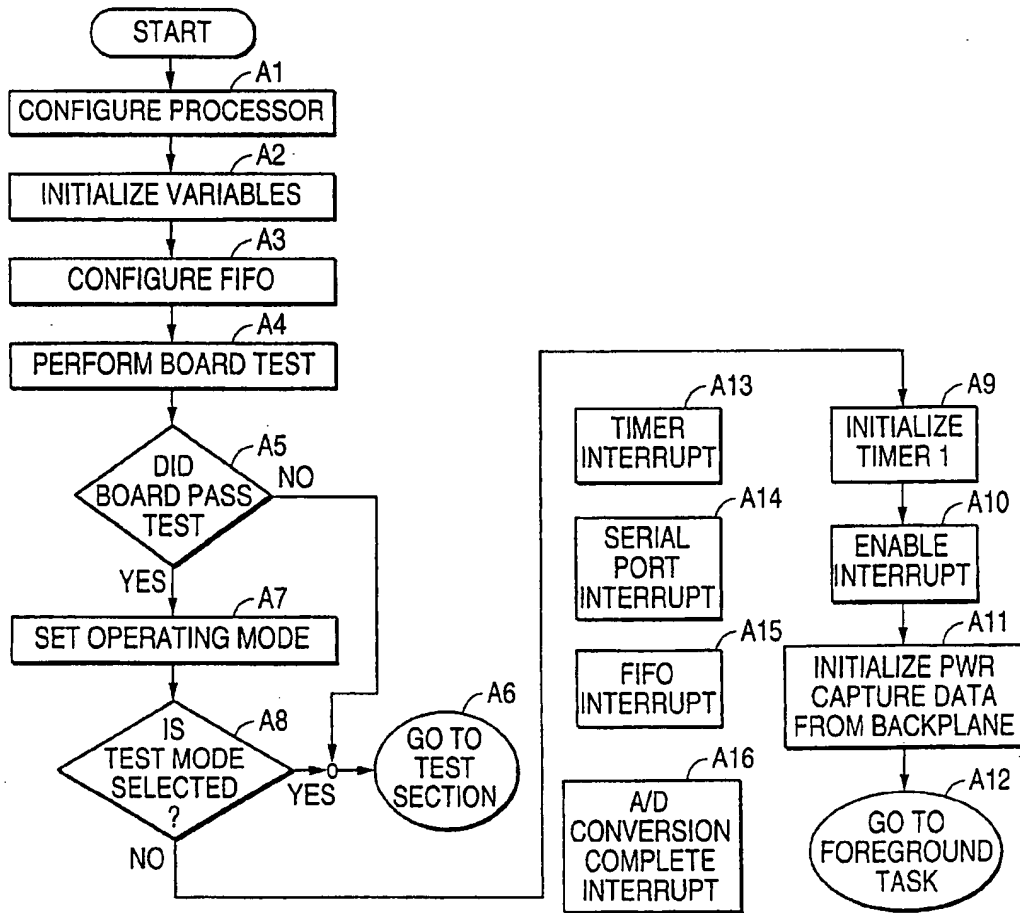 START
A1
CONFIGURE PROCESSOR
A2
INITIALIZE VARIABLES
A3
CONFIGURE FIFO
A4
PERFORM BOARD TEST
A5
DID
BOARD PASS
TEST
NO
YES
A7
SET OPERATING MODE
A8
IS
TEST MODE
SELECTED
?
YES
NO
A6
GO TO
TEST
SECTION
A13
TIMER
INTERRUPT
A14
SERIAL
PORT
INTERRUPT
A15
FIFO
INTERRUPT
A16
A/D
CONVERSION
COMPLETE
INTERRUPT
A9
INITIALIZE
TIMER 1
A10
ENABLE
INTERRUPT
A11
INITIALIZE PWR
CAPTURE DATA
FROM BACKPLANE
A12
GO TO
FOREGROUND
TASK